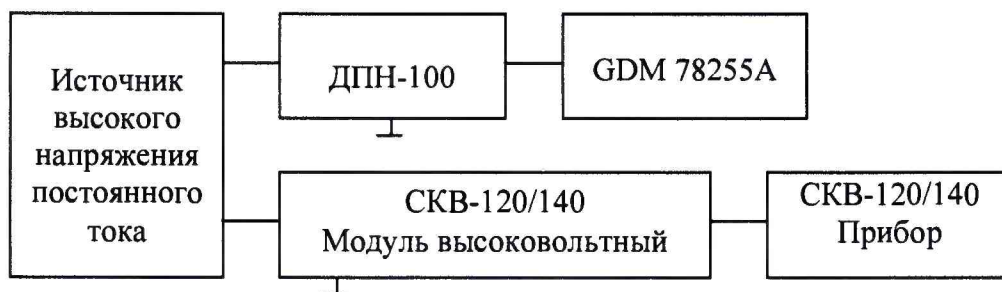 Источник
высокого
напряжения
постоянного
тока
ДПН-100
GDM 78255A
СКВ-120/140
Модуль высоковольтный
СКВ-120/140
Прибор